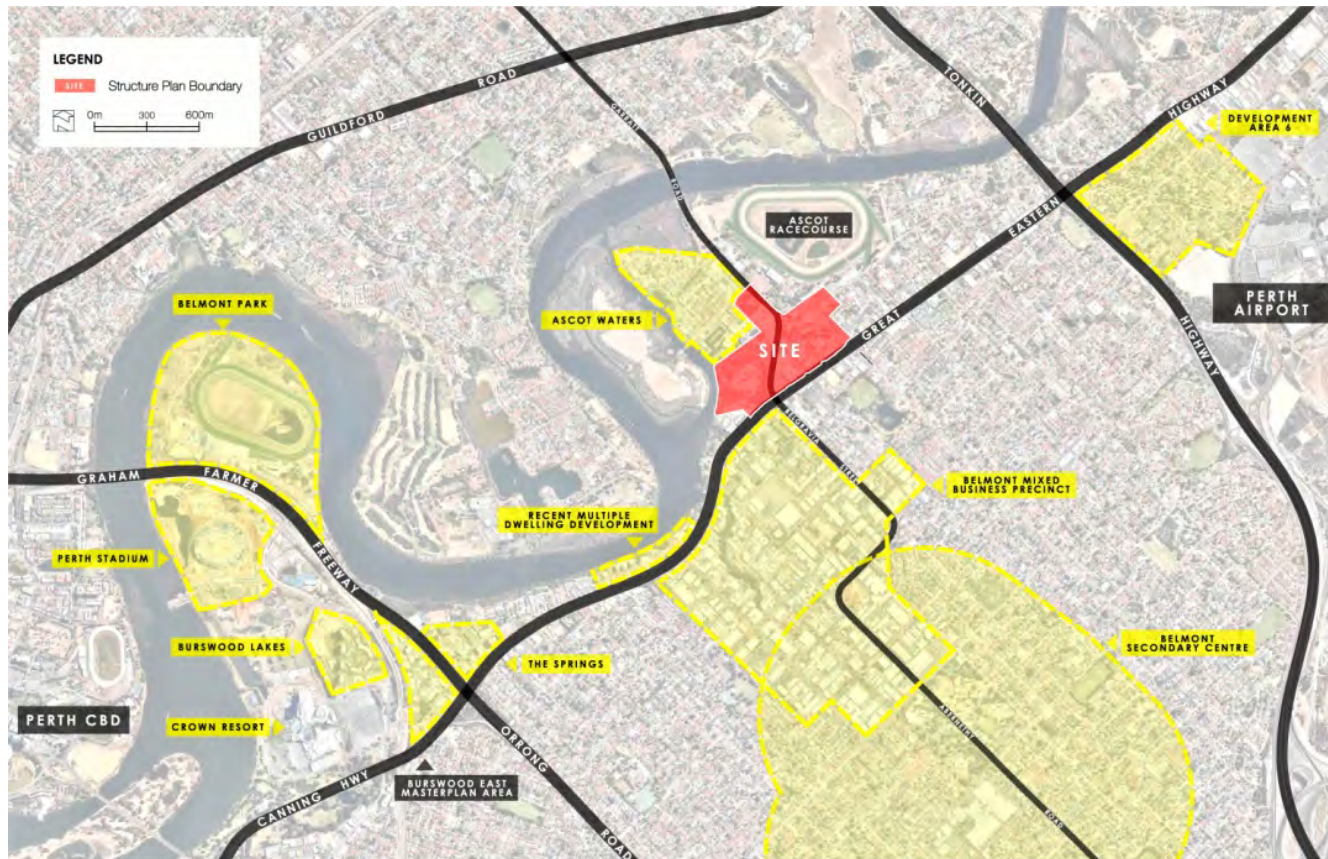 LEGEND
SITE Structure Plan Boundary
0m 300 600m
GUILDFORD ROAD
GARRATT ROAD
TONKIN HIGHWAY
GREAT EASTERN HIGHWAY
DEVELOPMENT
AREA 6
ASCOT
RACECOURSE
PERTH
AIRPORT
BELMONT PARK
ASCOT WATERS
SITE
BELGRAVIA STREET
GRAHAM FARMER FREEWAY
BELMONT MIXED
BUSINESS PRECINCT
RECENT MULTIPLE
DWELLING DEVELOPMENT
PERTH STADIUM
BURSWOOD LAKES
THE SPRINGS
BELMONT
SECONDARY CENTRE
PERTH CBD
CROWN RESORT
ABERNETHY ROAD
ORRONG ROAD
BURSWOOD EAST
MASTERPLAN AREA
CANNING HWY